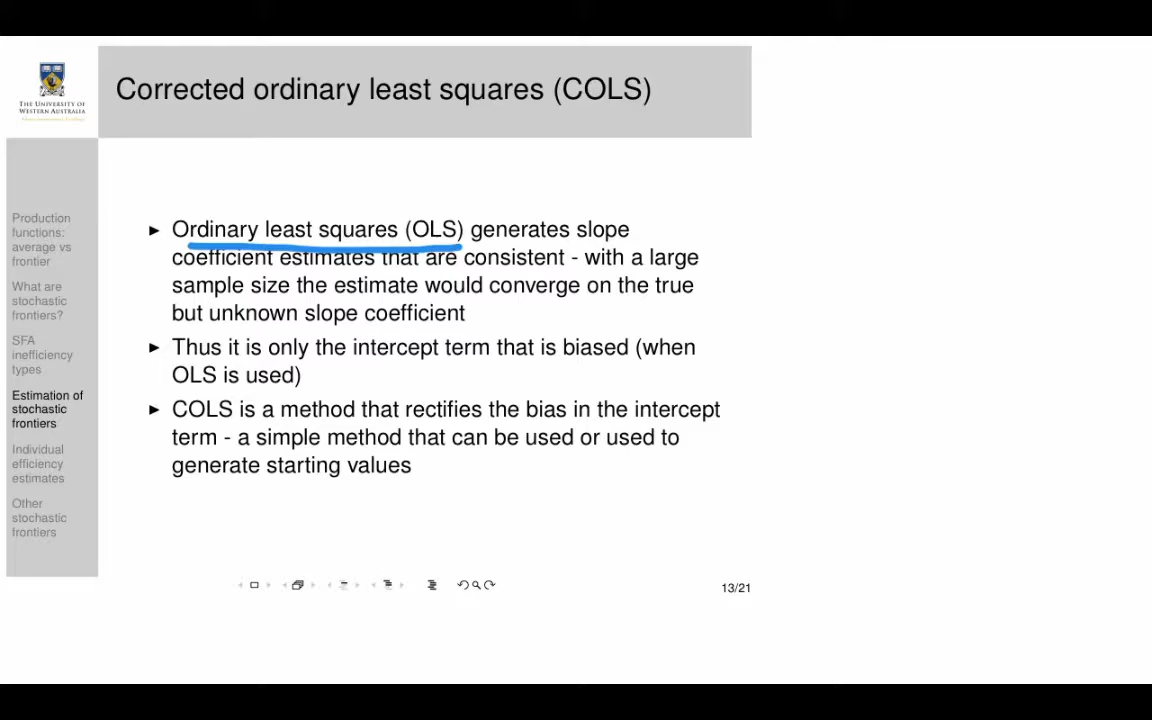 Corrected ordinary least squares (COLS)
THE UNIVERSITY OF
WESTERN AUSTRALIA
Production
functions:
average vs
frontier
What are
stochastic
frontiers?
SFA
inefficiency
types
Estimation of
stochastic
frontiers
Individual
efficiency
estimates
Other
stochastic
frontiers
▶ Ordinary least squares (OLS) generates slope
coefficient estimates that are consistent - with a large
sample size the estimate would converge on the true
but unknown slope coefficient
▶ Thus it is only the intercept term that is biased (when
OLS is used)
▶ COLS is a method that rectifies the bias in the intercept
term - a simple method that can be used or used to
generate starting values
13/21